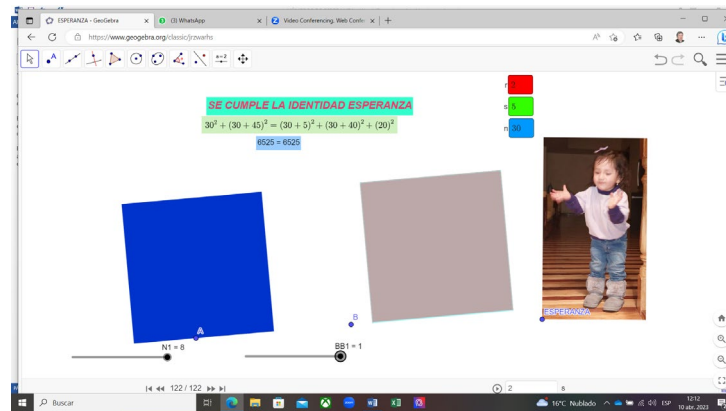 ESPERANZA - GeoGebra
(3) WhatsApp
Video Conferencing, Web Confe
https://www.geogebra.org/classic/jrzwarhs
SE CUMPLE LA IDENTIDAD ESPERANZA
30² + (30 + 45)² = (30 + 5)² + (30 + 40)² + (20)²
6525 = 6525
r 2
s 5
n 30
A
B
ESPERANZA
N1 = 8
BB1 = 1
122 / 122
2 s
Buscar
16°C Nublado
ESP
12:12
10 abr. 2023